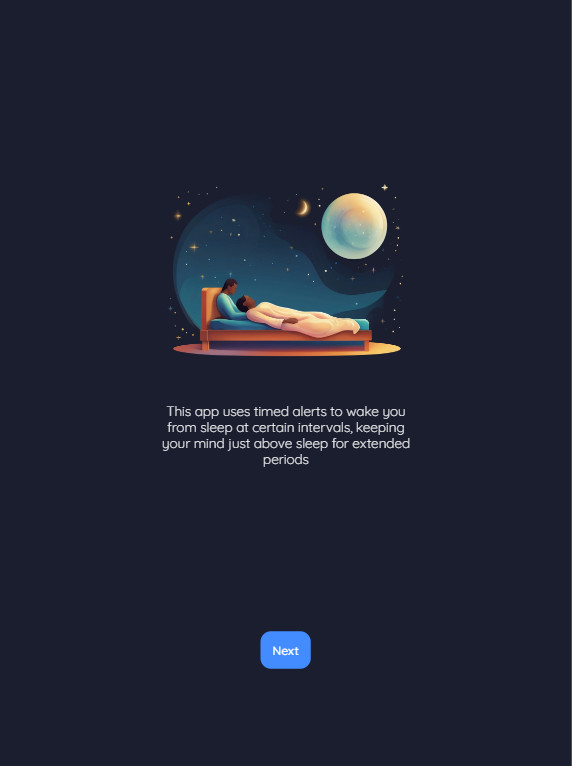 This app uses timed alerts to wake you
from sleep at certain intervals, keeping
your mind just above sleep for extended
periods
Next